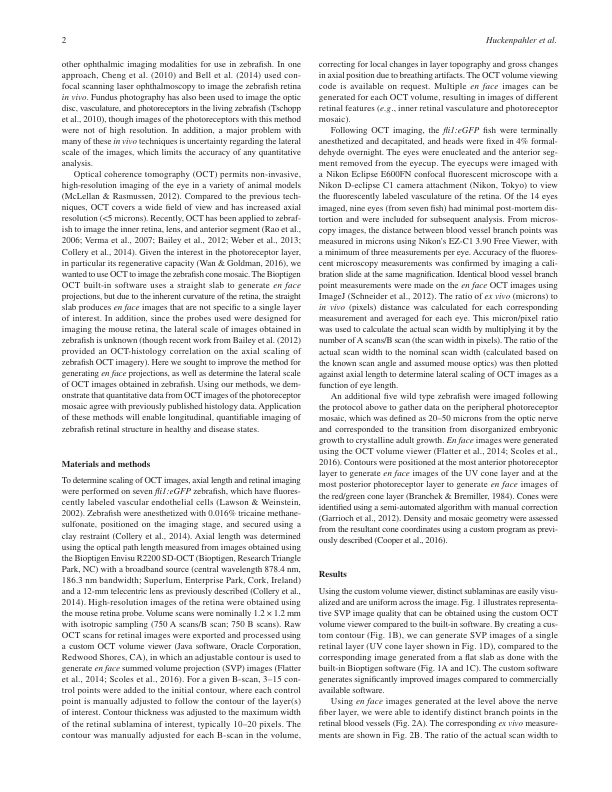 2
Huckenpahler et al.
other ophthalmic imaging modalities for use in zebrafish. In one
approach, Cheng et al. (2010) and Bell et al. (2014) used con-
focal scanning laser ophthalmoscopy to image the zebrafish retina
in vivo. Fundus photography has also been used to image the optic
disc, vasculature, and photoreceptors in the living zebrafish (Tschopp
et al., 2010), though images of the photoreceptors with this method
were not of high resolution. In addition, a major problem with
many of these in vivo techniques is uncertainty regarding the lateral
scale of the images, which limits the accuracy of any quantitative
analysis.
Optical coherence tomography (OCT) permits non-invasive,
high-resolution imaging of the eye in a variety of animal models
(McLellan & Rasmussen, 2012). Compared to the previous tech-
niques, OCT covers a wide field of view and has increased axial
resolution (<5 microns). Recently, OCT has been applied to zebraf-
ish to image the inner retina, lens, and anterior segment (Rao et al.,
2006; Verma et al., 2007; Bailey et al., 2012; Weber et al., 2013;
Collery et al., 2014). Given the interest in the photoreceptor layer,
in particular its regenerative capacity (Wan & Goldman, 2016), we
wanted to use OCT to image the zebrafish cone mosaic. The Bioptigen
OCT built-in software uses a straight slab to generate en face
projections, but due to the inherent curvature of the retina, the straight
slab produces en face images that are not specific to a single layer
of interest. In addition, since the probes used were designed for
imaging the mouse retina, the lateral scale of images obtained in
zebrafish is unknown (though recent work from Bailey et al. (2012)
provided an OCT-histology correlation on the axial scaling of
zebrafish OCT imagery). Here we sought to improve the method for
generating en face projections, as well as determine the lateral scale
of OCT images obtained in zebrafish. Using our methods, we dem-
onstrate that quantitative data from OCT images of the photoreceptor
mosaic agree with previously published histology data. Application
of these methods will enable longitudinal, quantifiable imaging of
zebrafish retinal structure in healthy and disease states.
Materials and methods
To determine scaling of OCT images, axial length and retinal imaging
were performed on seven fli1:eGFP zebrafish, which have fluores-
cently labeled vascular endothelial cells (Lawson & Weinstein,
2002). Zebrafish were anesthetized with 0.016% tricaine methane-
sulfonate, positioned on the imaging stage, and secured using a
clay restraint (Collery et al., 2014). Axial length was determined
using the optical path length measured from images obtained using
the Bioptigen Envisu R2200 SD-OCT (Bioptigen, Research Triangle
Park, NC) with a broadband source (central wavelength 878.4 nm,
186.3 nm bandwidth; Superlum, Enterprise Park, Cork, Ireland)
and a 12-mm telecentric lens as previously described (Collery et al.,
2014). High-resolution images of the retina were obtained using
the mouse retina probe. Volume scans were nominally 1.2 × 1.2 mm
with isotropic sampling (750 A scans/B scan; 750 B scans). Raw
OCT scans for retinal images were exported and processed using
a custom OCT volume viewer (Java software, Oracle Corporation,
Redwood Shores, CA), in which an adjustable contour is used to
generate en face summed volume projection (SVP) images (Flatter
et al., 2014; Scoles et al., 2016). For a given B-scan, 3–15 con-
trol points were added to the initial contour, where each control
point is manually adjusted to follow the contour of the layer(s)
of interest. Contour thickness was adjusted to the maximum width
of the retinal sublamina of interest, typically 10–20 pixels. The
contour was manually adjusted for each B-scan in the volume,
correcting for local changes in layer topography and gross changes
in axial position due to breathing artifacts. The OCT volume viewing
code is available on request. Multiple en face images can be
generated for each OCT volume, resulting in images of different
retinal features (e.g., inner retinal vasculature and photoreceptor
mosaic).
Following OCT imaging, the fli1:eGFP fish were terminally
anesthetized and decapitated, and heads were fixed in 4% formal-
dehyde overnight. The eyes were enucleated and the anterior seg-
ment removed from the eyecup. The eyecups were imaged with
a Nikon Eclipse E600FN confocal fluorescent microscope with a
Nikon D-eclipse C1 camera attachment (Nikon, Tokyo) to view
the fluorescently labeled vasculature of the retina. Of the 14 eyes
imaged, nine eyes (from seven fish) had minimal post-mortem dis-
tortion and were included for subsequent analysis. From micros-
copy images, the distance between blood vessel branch points was
measured in microns using Nikon's EZ-C1 3.90 Free Viewer, with
a minimum of three measurements per eye. Accuracy of the fluores-
cent microscopy measurements was confirmed by imaging a cali-
bration slide at the same magnification. Identical blood vessel branch
point measurements were made on the en face OCT images using
ImageJ (Schneider et al., 2012). The ratio of ex vivo (microns) to
in vivo (pixels) distance was calculated for each corresponding
measurement and averaged for each eye. This micron/pixel ratio
was used to calculate the actual scan width by multiplying it by the
number of A scans/B scan (the scan width in pixels). The ratio of the
actual scan width to the nominal scan width (calculated based on
the known scan angle and assumed mouse optics) was then plotted
against axial length to determine lateral scaling of OCT images as a
function of eye length.
An additional five wild type zebrafish were imaged following
the protocol above to gather data on the peripheral photoreceptor
mosaic, which was defined as 20–50 microns from the optic nerve
and corresponded to the transition from disorganized embryonic
growth to crystalline adult growth. En face images were generated
using the OCT volume viewer (Flatter et al., 2014; Scoles et al.,
2016). Contours were positioned at the most anterior photoreceptor
layer to generate en face images of the UV cone layer and at the
most posterior photoreceptor layer to generate en face images of
the red/green cone layer (Branchek & Bremiller, 1984). Cones were
identified using a semi-automated algorithm with manual correction
(Garrioch et al., 2012). Density and mosaic geometry were assessed
from the resultant cone coordinates using a custom program as previ-
ously described (Cooper et al., 2016).
Results
Using the custom volume viewer, distinct sublaminas are easily visu-
alized and are uniform across the image. Fig. 1 illustrates representa-
tive SVP image quality that can be obtained using the custom OCT
volume viewer compared to the built-in software. By creating a cus-
tom contour (Fig. 1B), we can generate SVP images of a single
retinal layer (UV cone layer shown in Fig. 1D), compared to the
corresponding image generated from a flat slab as done with the
built-in Bioptigen software (Fig. 1A and 1C). The custom software
generates significantly improved images compared to commercially
available software.
Using en face images generated at the level above the nerve
fiber layer, we were able to identify distinct branch points in the
retinal blood vessels (Fig. 2A). The corresponding ex vivo measure-
ments are shown in Fig. 2B. The ratio of the actual scan width to